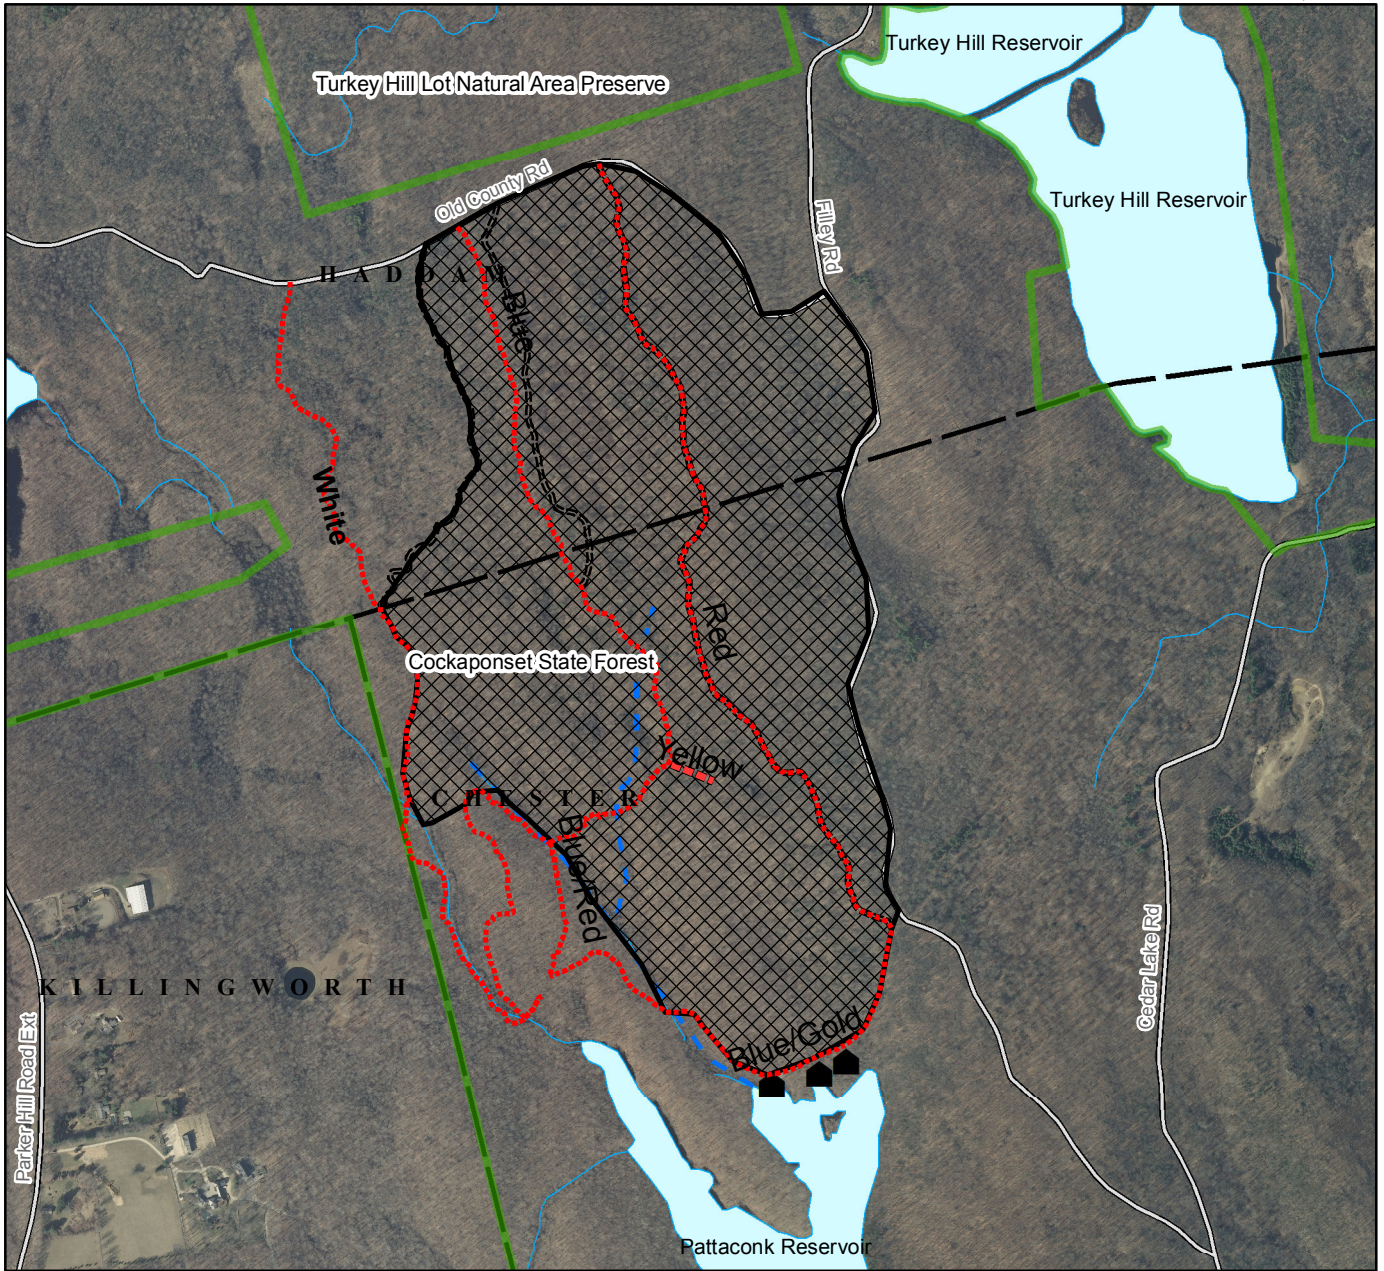 Turkey Hill Reservoir
Turkey Hill Lot Natural Area Preserve
Old County Rd
Turkey Hill Reservoir
Filley Rd
HADDAM
Blue
White
Red
Cockaponset State Forest
Yellow
CHESTER
Blue/Red
Cedar Lake Rd
KILLINGWORTH
Parker Hill Road Ext
Blue/Gold
Pattaconk Reservoir